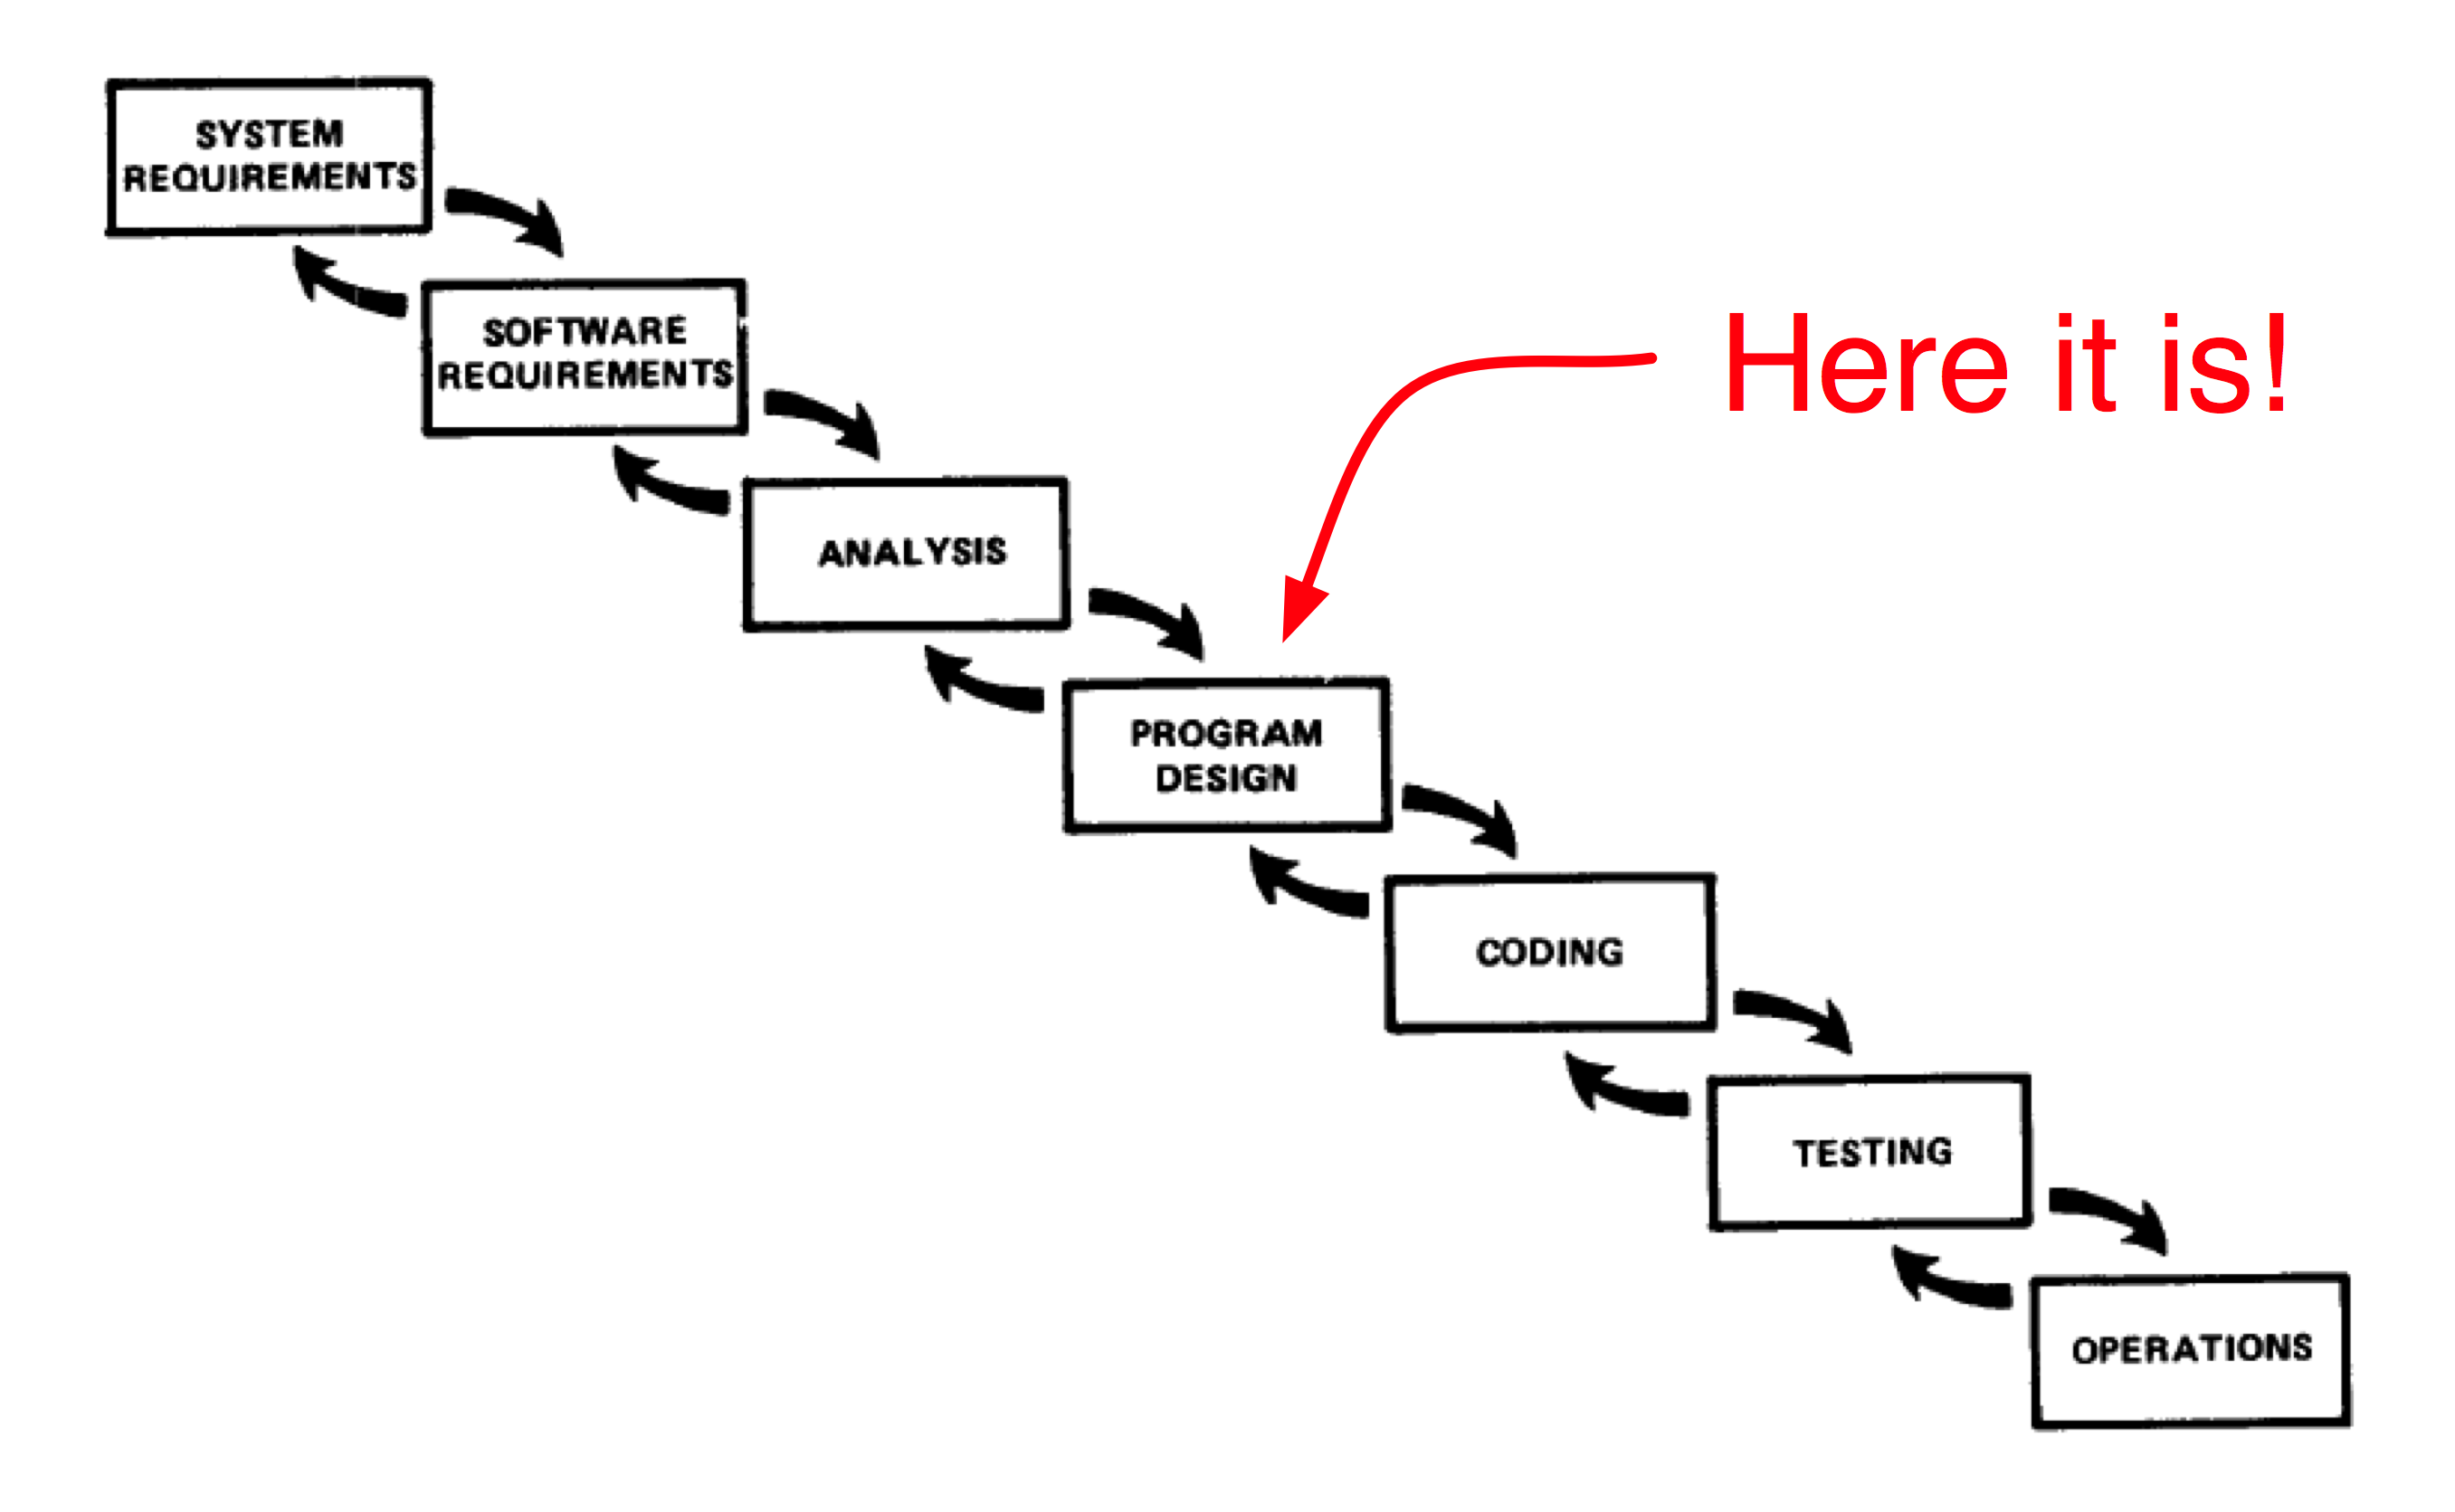 SYSTEM
REQUIREMENTS
SOFTWARE
REQUIREMENTS
Here it is!
ANALYSIS
PROGRAM
DESIGN
CODING
TESTING
OPERATIONS